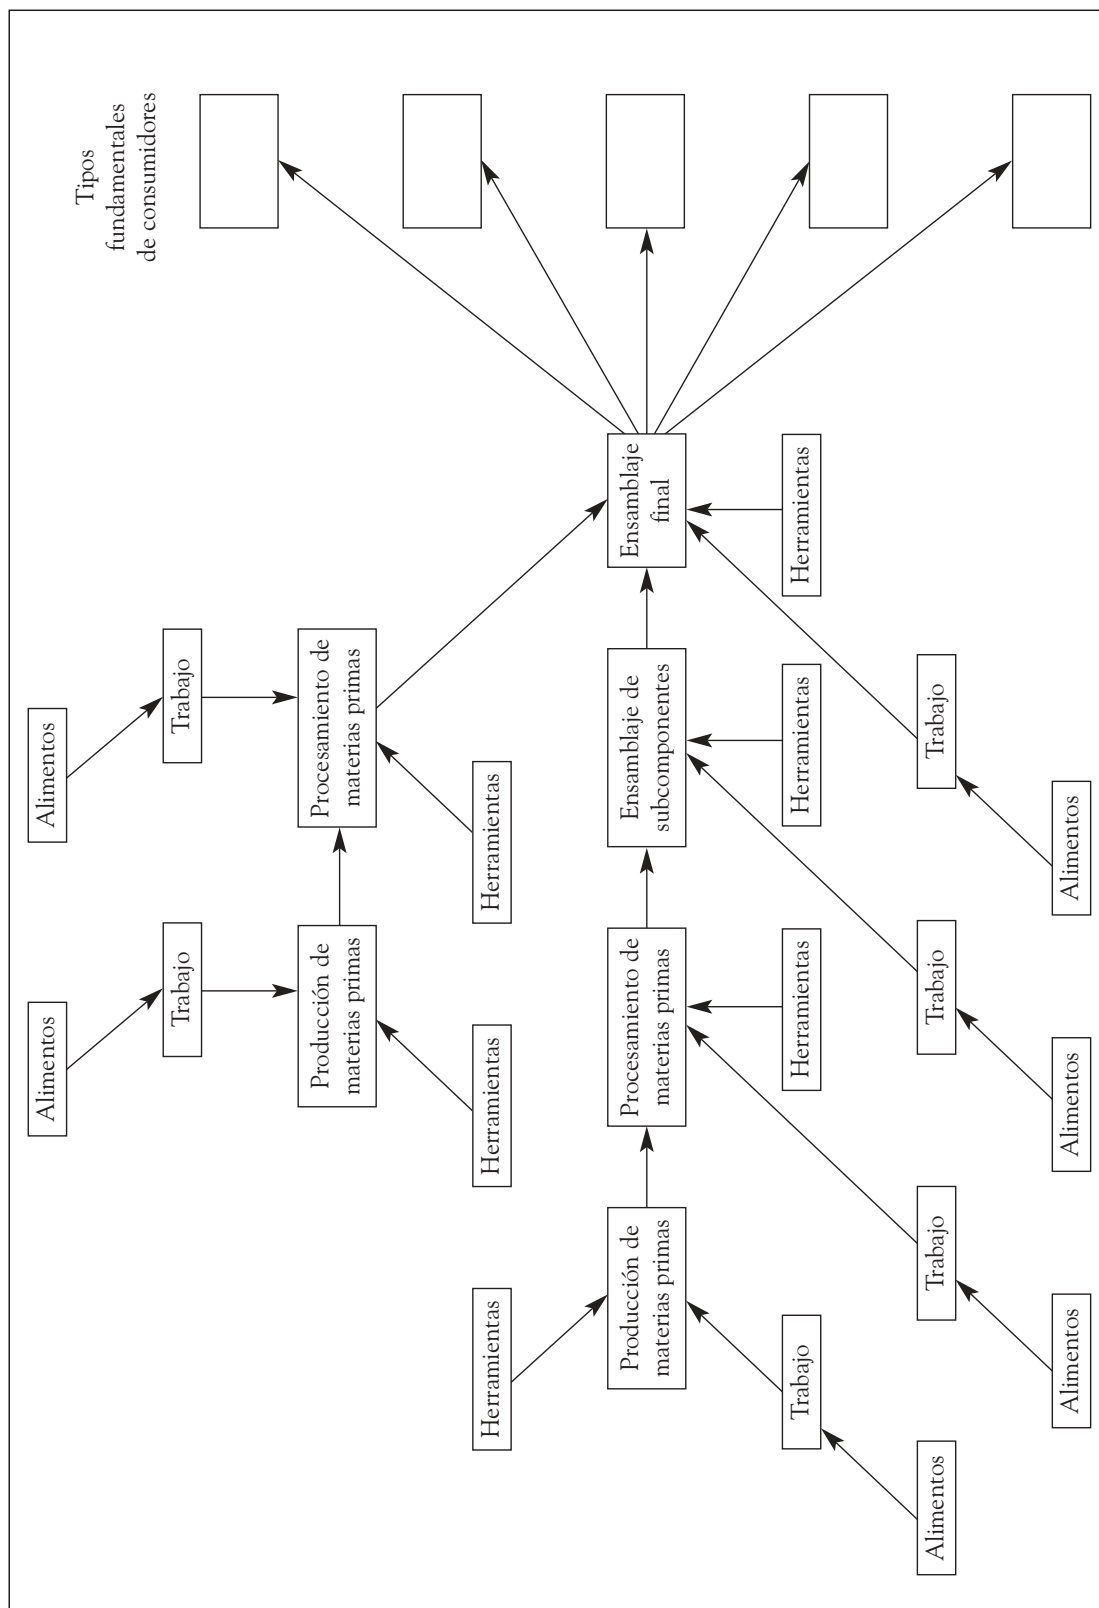 Tipos
fundamentales
de consumidores
Alimentos
Alimentos
Trabajo
Trabajo
Producción de
materias primas
Procesamiento de
materias primas
Herramientas
Herramientas
Herramientas
Producción de
materias primas
Procesamiento de
materias primas
Ensamblaje de
subcomponentes
Ensamblaje
final
Trabajo
Herramientas
Herramientas
Herramientas
Alimentos
Trabajo
Trabajo
Trabajo
Alimentos
Alimentos
Alimentos